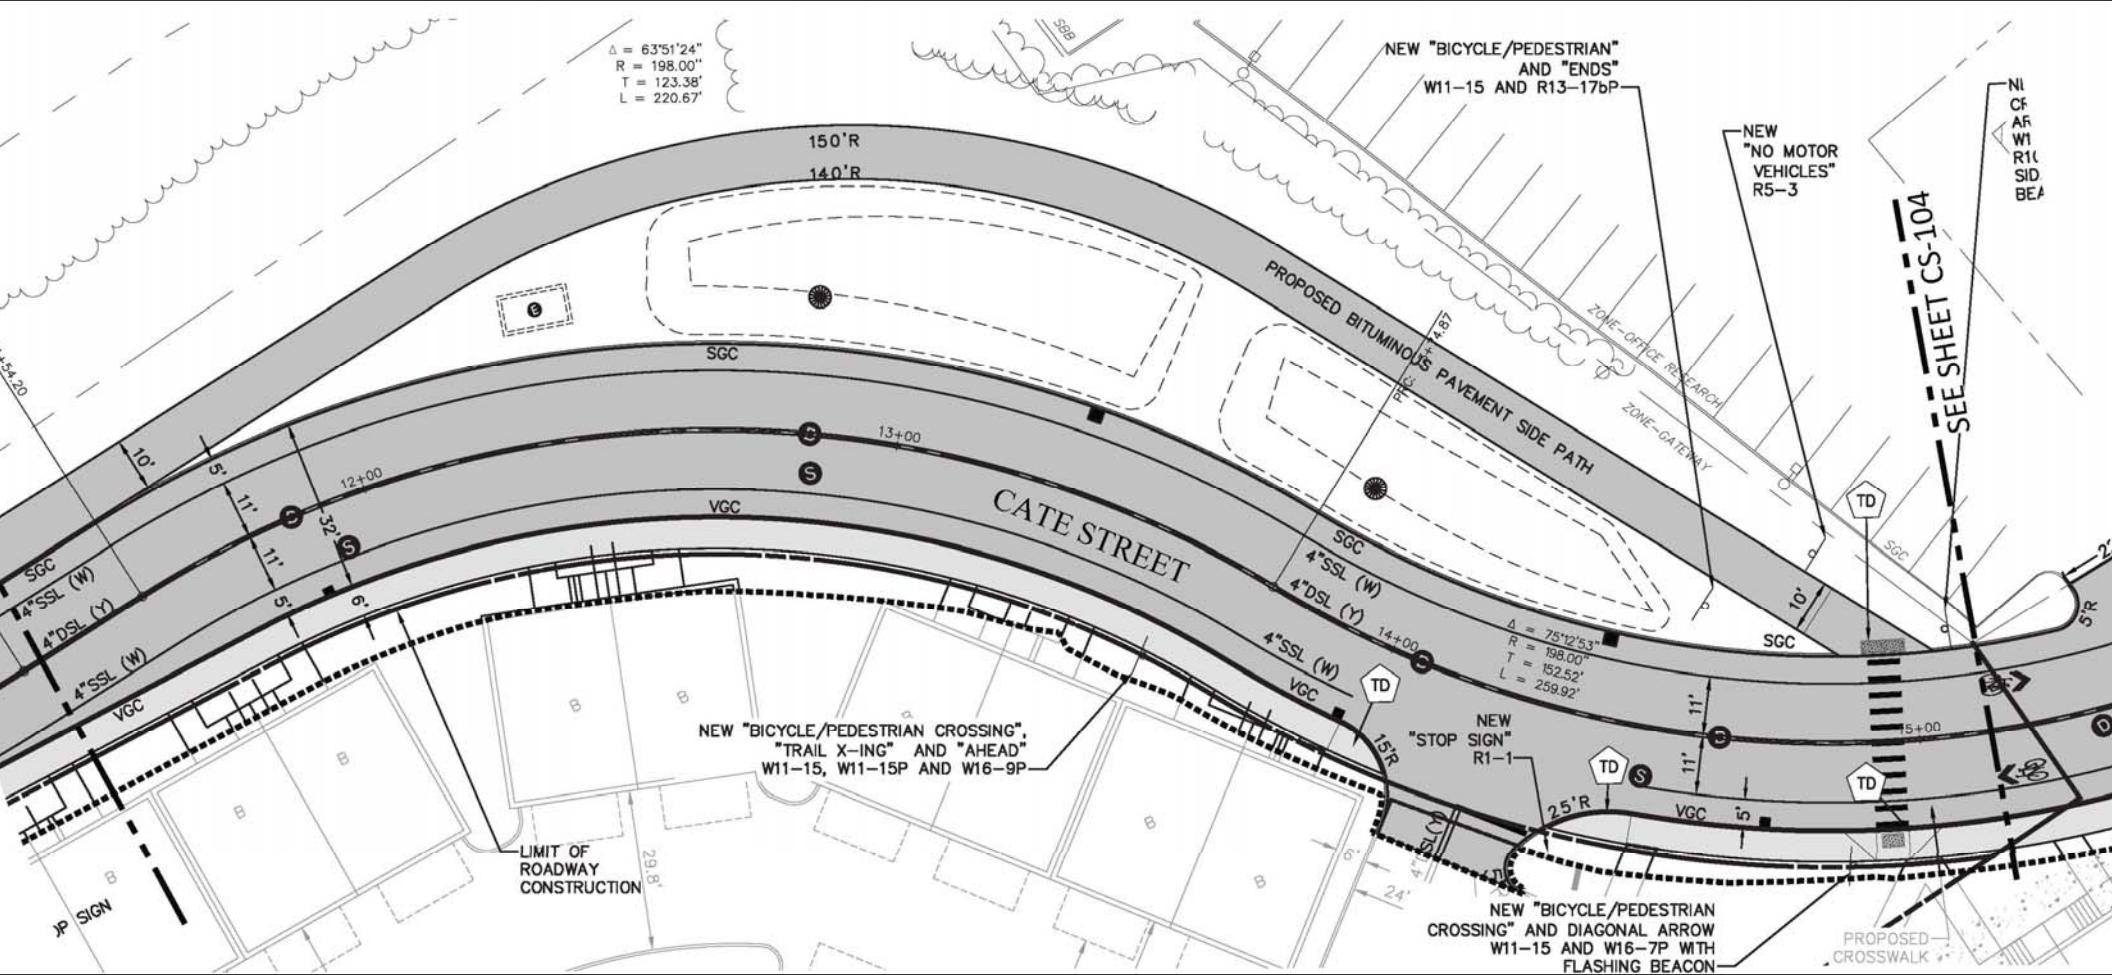 Δ = 63°51'24"
R = 198.00"
T = 123.38'
L = 220.67'
SBB
NEW "BICYCLE/PEDESTRIAN"
AND "ENDS"
W11-15 AND R13-17bP
NEW
"NO MOTOR
VEHICLES"
R5-3
SEE SHEET CS-104
150'R
140'R
PROPOSED BITUMINOUS PAVEMENT SIDE PATH
ZONE-OFFICE RESEARCH
ZONE-GATEWAY
+54.20
E
SGC
10'
5'
11'
32'
11'
5'
6'
12+00
13+00
D
S
D
S
VGC
CATE STREET
SGC
4"SSL (W)
4"DSL (Y)
4"SSL (W)
VGC
SGC
4"SSL (W)
4"DSL (Y)
4"SSL (W)
VGC
14+00
D
Δ = 75°12'53"
R = 198.00"
T = 152.52'
L = 259.92'
TD
SGC
SGC
10'
TD
2'
5'R
11'
11'
D
15+00
D
NEW
"STOP SIGN"
R1-1
TD
S
TD
15'R
25'R
VGC
5'
NEW "BICYCLE/PEDESTRIAN CROSSING",
"TRAIL X-ING" AND "AHEAD"
W11-15, W11-15P AND W16-9P
LIMIT OF
ROADWAY
CONSTRUCTION
29.8'
B
B
B
B
B
B
B
6'
24'
SIGN
NEW "BICYCLE/PEDESTRIAN
CROSSING" AND DIAGONAL ARROW
W11-15 AND W16-7P WITH
FLASHING BEACON
PROPOSED
CROSSWALK